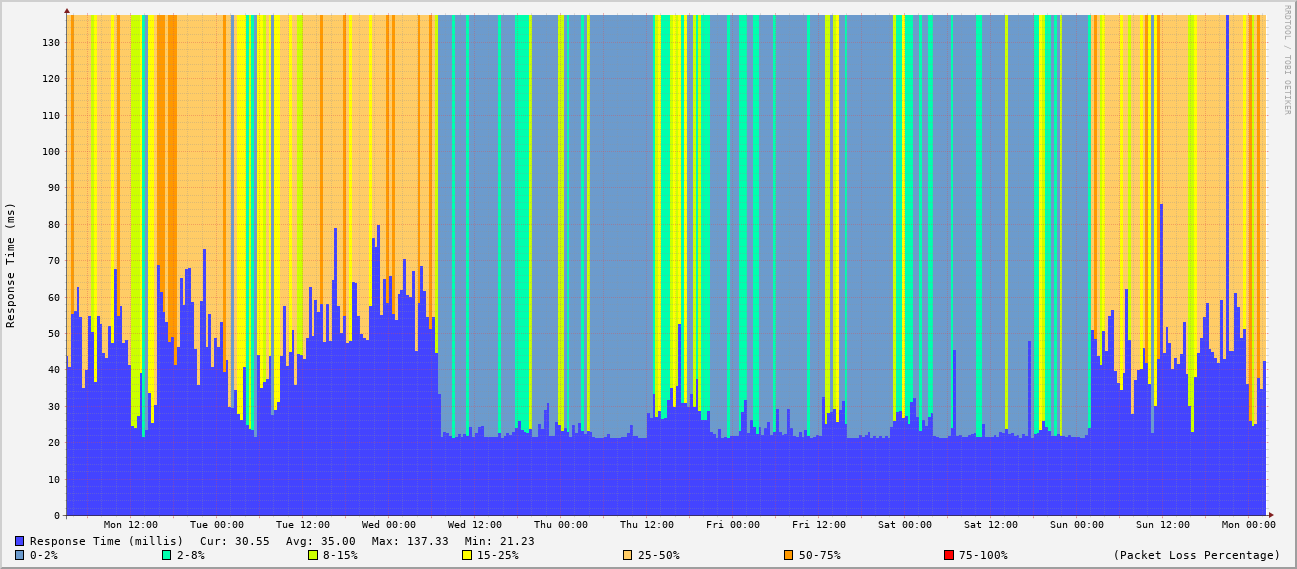 RRDTOOL / TOBI OETIKER
Response Time (ms)
130
120
110
100
90
80
70
60
50
40
30
20
10
0
Mon 12:00 Tue 00:00 Tue 12:00 Wed 00:00 Wed 12:00 Thu 00:00 Thu 12:00 Fri 00:00 Fri 12:00 Sat 00:00 Sat 12:00 Sun 00:00 Sun 12:00 Mon 00:00
Response Time (millis) Cur: 30.55 Avg: 35.00 Max: 137.33 Min: 21.23
0-2% 2-8% 8-15% 15-25% 25-50% 50-75% 75-100% (Packet Loss Percentage)